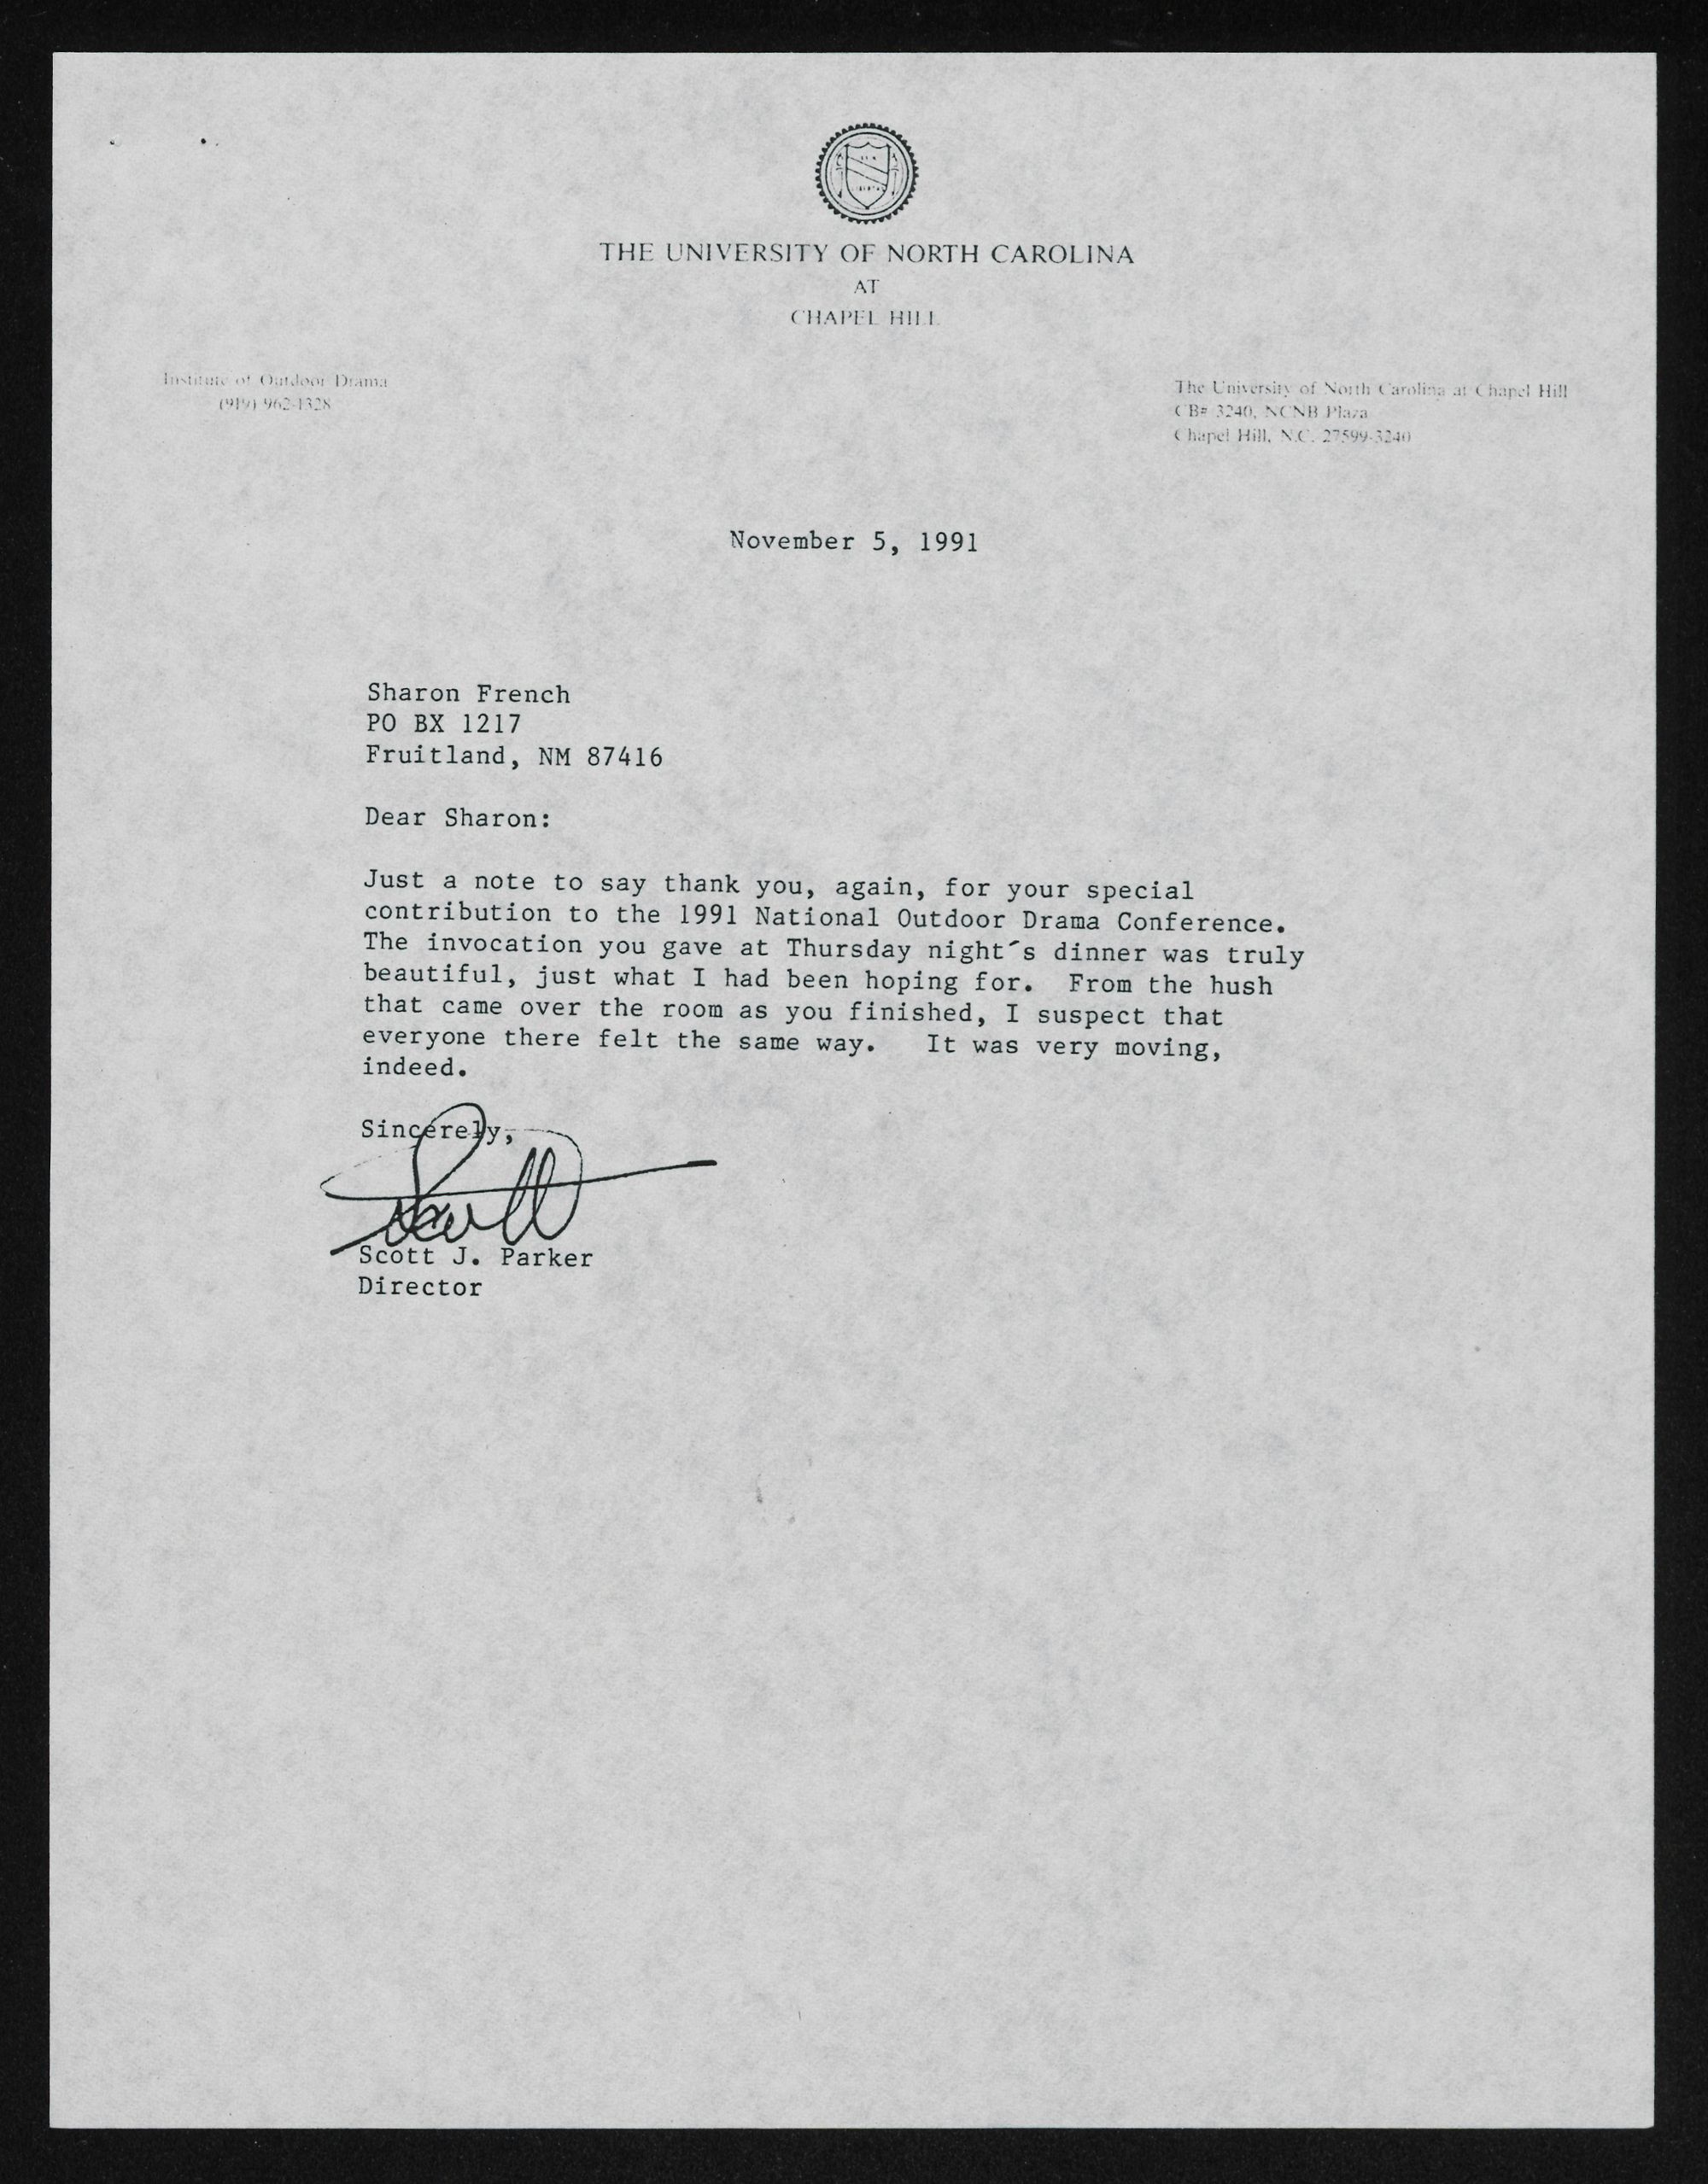 THE UNIVERSITY OF NORTH CAROLINA
AT
CHAPEL HILL
Institute of Outdoor Drama
(919) 962-1328
The University of North Carolina at Chapel Hill
CB# 3240, NCNB Plaza
Chapel Hill, N.C. 27599-3240
November 5, 1991
Sharon French
PO BX 1217
Fruitland, NM 87416
Dear Sharon:
Just a note to say thank you, again, for your special
contribution to the 1991 National Outdoor Drama Conference.
The invocation you gave at Thursday night´s dinner was truly
beautiful, just what I had been hoping for.  From the hush
that came over the room as you finished, I suspect that
everyone there felt the same way.   It was very moving,
indeed.
Sincerely,
Scott
Scott J. Parker
Director